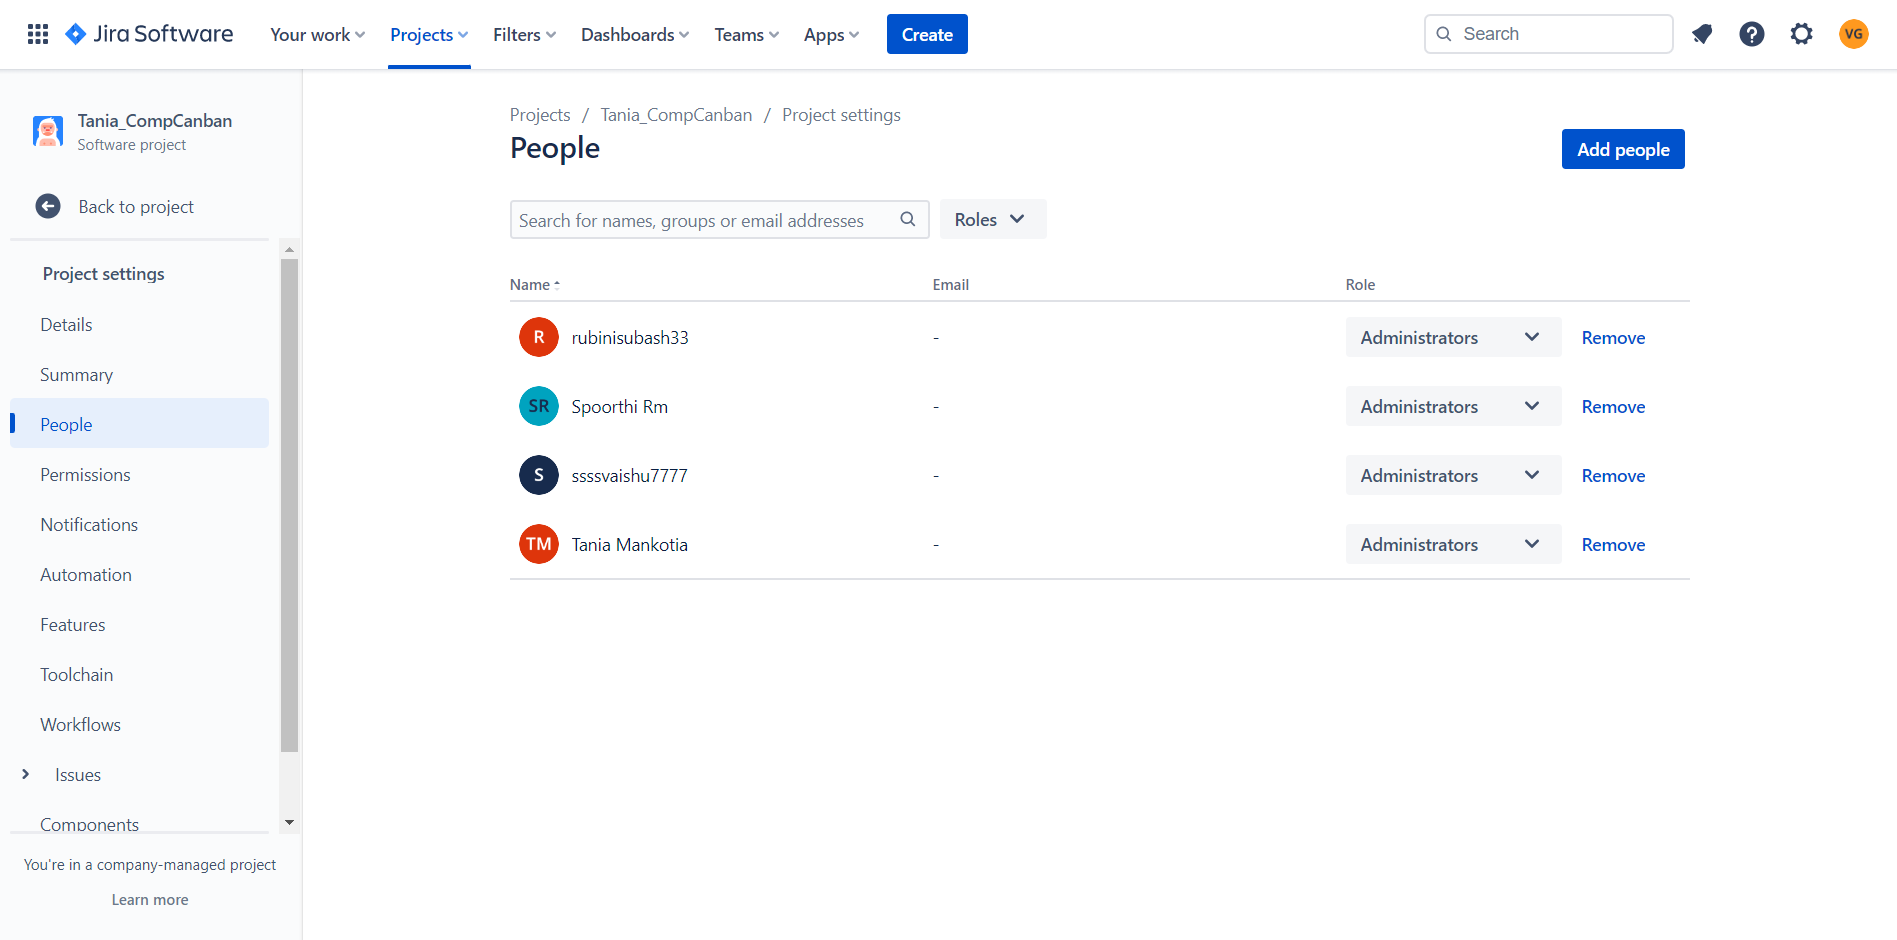 Jira Software Your work Projects Filters Dashboards Teams Apps Create Search VG
Tania_CompCanban
Software project
Back to project
Project settings
Details
Summary
People
Permissions
Notifications
Automation
Features
Toolchain
Workflows
Issues
Components
You're in a company-managed project
Learn more
Projects / Tania_CompCanban / Project settings
People
Add people
Search for names, groups or email addresses Roles
Name Email Role
R rubinisubash33 - Administrators Remove
SR Spoorthi Rm - Administrators Remove
S ssssvaishu7777 - Administrators Remove
TM Tania Mankotia - Administrators Remove